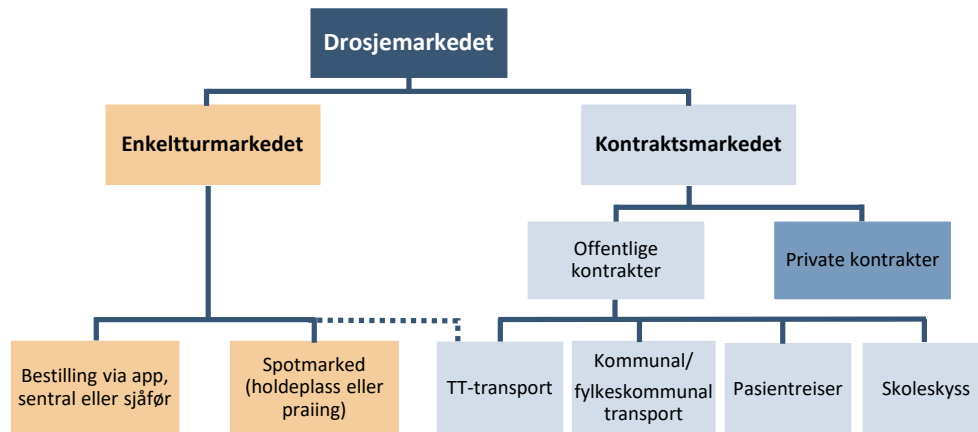 Drosjemarkedet
Enkeltturmarkedet
Kontraktsmarkedet
Offentlige
kontrakter
Private kontrakter
Bestilling via app,
sentral eller sjåfør
Spotmarked
(holdeplass eller
praiing)
TT-transport
Kommunal/
fylkeskommunal
transport
Pasientreiser
Skoleskyss